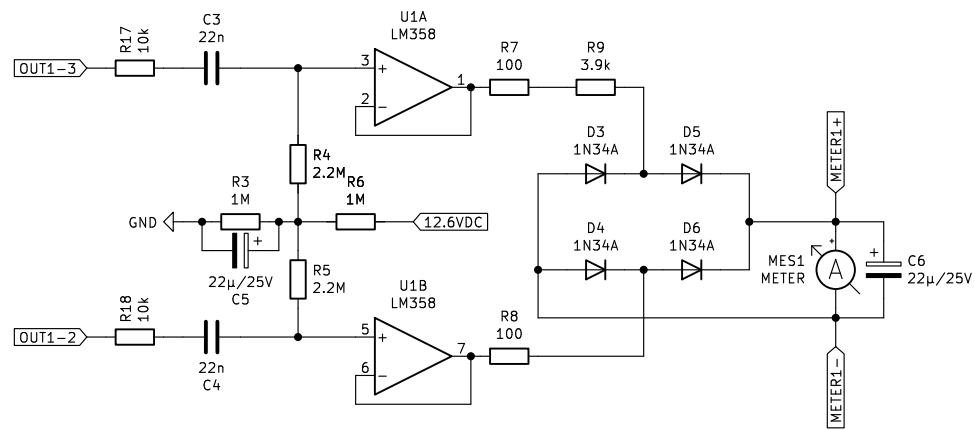 C3
22n
R17
10k
OUT1-3
U1A
LM358
3
+
2
−
1
R7
100
R9
3.9k
D3
1N34A
D5
1N34A
METER1+
R4
2.2M
R3
1M
R6
1M
GND
12.6VDC
+
22µ/25V
C5
R5
2.2M
D4
1N34A
D6
1N34A
MES1
METER
+
A
+
C6
22µ/25V
U1B
LM358
R18
10k
OUT1-2
22n
C4
5
+
6
−
7
R8
100
METER1-